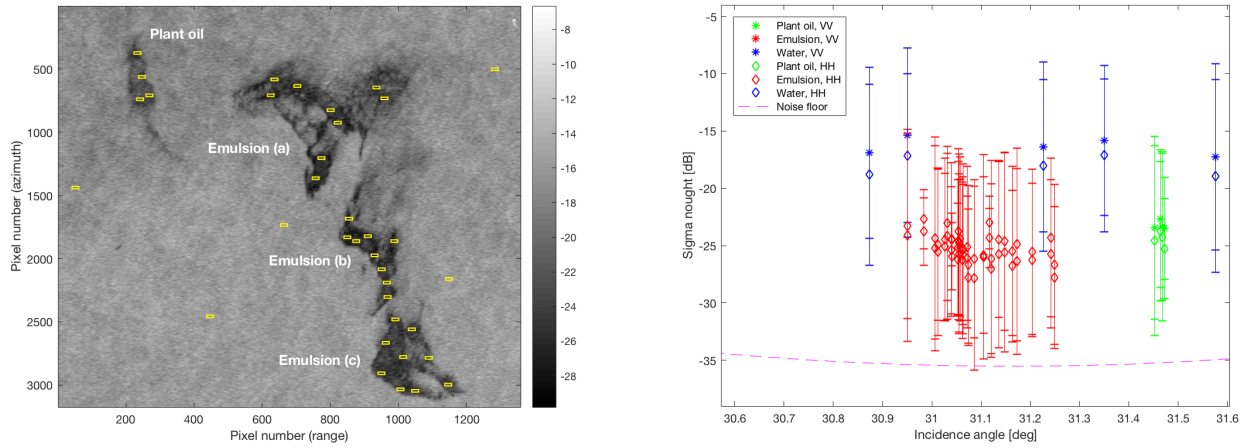 Plant oil
Emulsion (a)
Emulsion (b)
Emulsion (c)
500
1000
1500
2000
2500
3000
Pixel number (azimuth)
200 400 600 800 1000 1200
Pixel number (range)
-8
-10
-12
-14
-16
-18
-20
-22
-24
-26
-28
Plant oil, VV
Emulsion, VV
Water, VV
Plant oil, HH
Emulsion, HH
Water, HH
Noise floor
-5
-10
-15
-20
-25
-30
-35
Sigma nought [dB]
30.6 30.7 30.8 30.9 31 31.1 31.2 31.3 31.4 31.5 31.6
Incidence angle [deg]